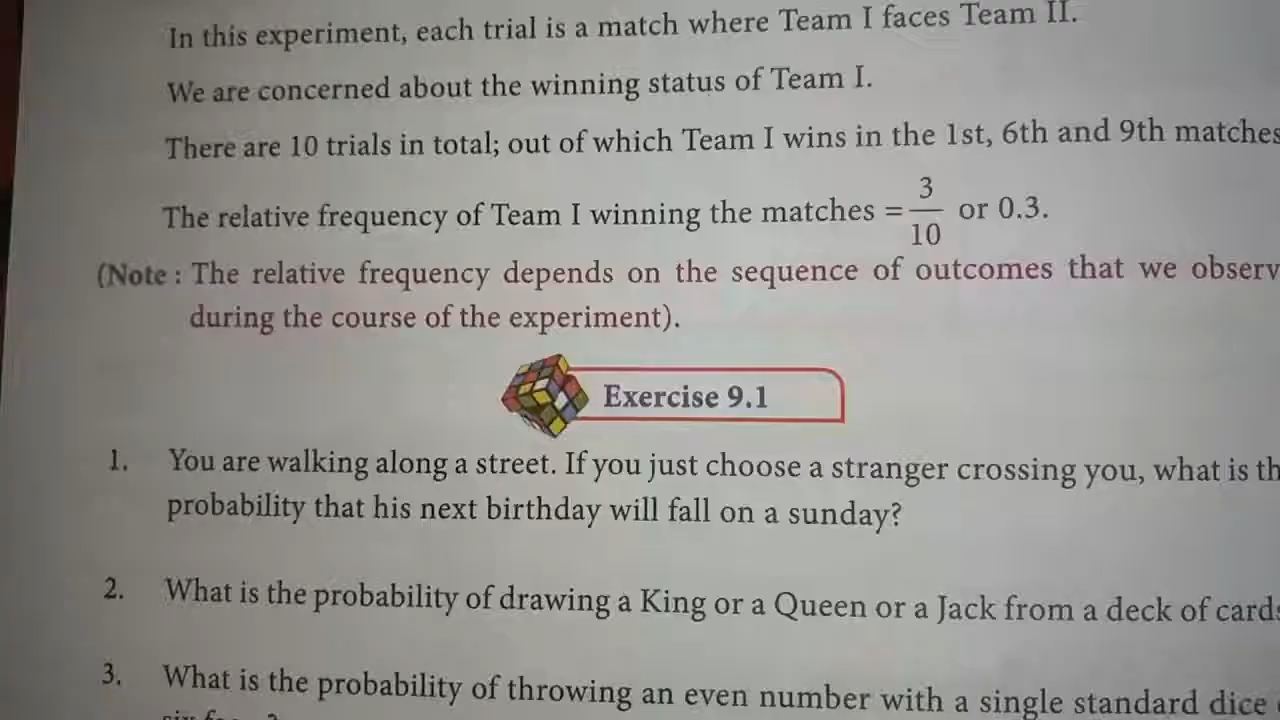 In this experiment, each trial is a match where Team I faces Team II.
We are concerned about the winning status of Team I.
There are 10 trials in total; out of which Team I wins in the 1st, 6th and 9th matches
The relative frequency of Team I winning the matches = 3/10 or 0.3.
(Note : The relative frequency depends on the sequence of outcomes that we observ
during the course of the experiment).
Exercise 9.1
1. You are walking along a street. If you just choose a stranger crossing you, what is th
probability that his next birthday will fall on a sunday?
2. What is the probability of drawing a King or a Queen or a Jack from a deck of cards
3. What is the probability of throwing an even number with a single standard dice